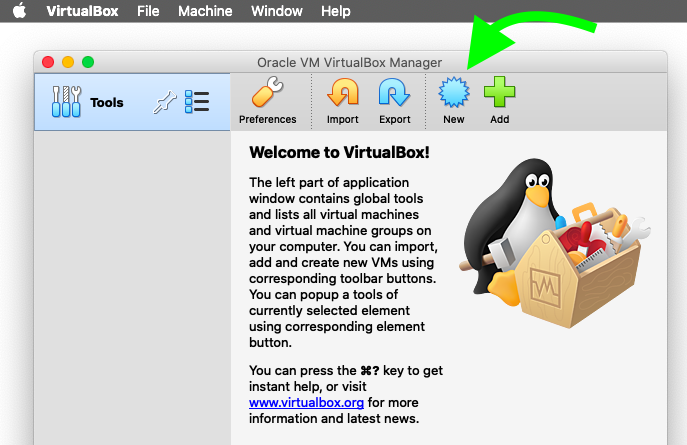 VirtualBox File Machine Window Help
Oracle VM VirtualBox Manager
Tools
Preferences Import Export New Add
Welcome to VirtualBox!
The left part of application
window contains global tools
and lists all virtual machines
and virtual machine groups on
your computer. You can import,
add and create new VMs using
corresponding toolbar buttons.
You can popup a tools of
currently selected element
using corresponding element
button.
You can press the ⌘? key to get
instant help, or visit
www.virtualbox.org for more
information and latest news.